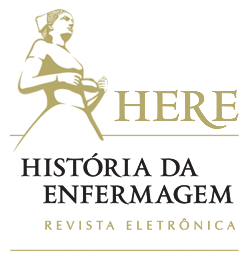 HERE
HISTÓRIA DA
ENFERMAGEM
REVISTA ELETRÔNICA